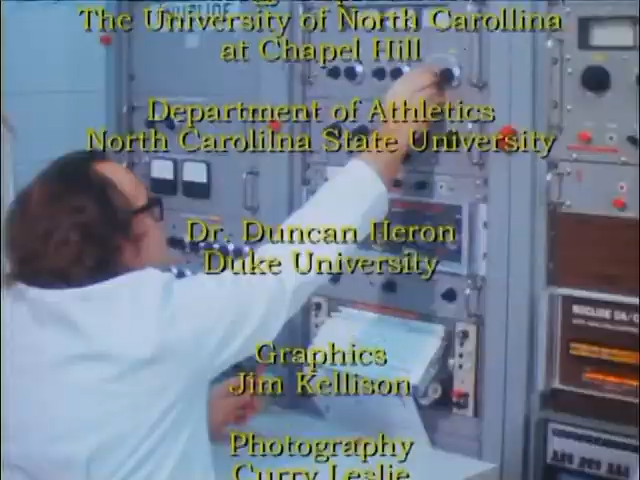 The University of North Carollina
at Chapel Hill
Department of Athletics
North Carolilna State University
Dr. Duncan Heron
Duke University
Graphics
Jim Kellison
Photography
Curry Leslie